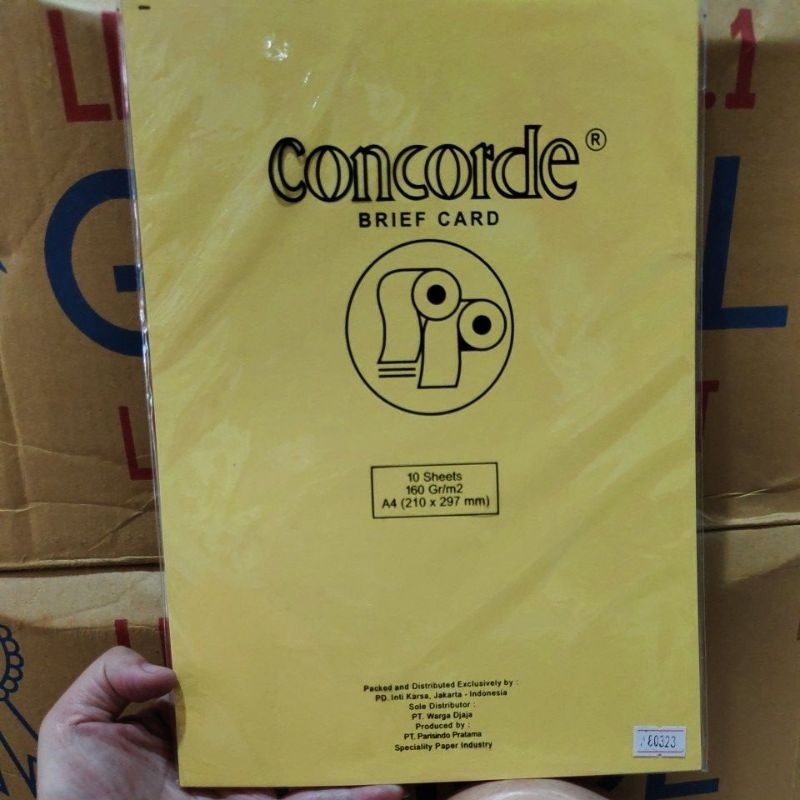 concorde ®
BRIEF CARD
10 Sheets
160 Gr/m2
A4 (210 x 297 mm)
Packed and Distributed Exclusively by :
PD. Inti Karsa, Jakarta - Indonesia
Sole Distributor :
PT. Warga Djaja
Produced by :
PT. Parisindo Pratama
Speciality Paper Industry